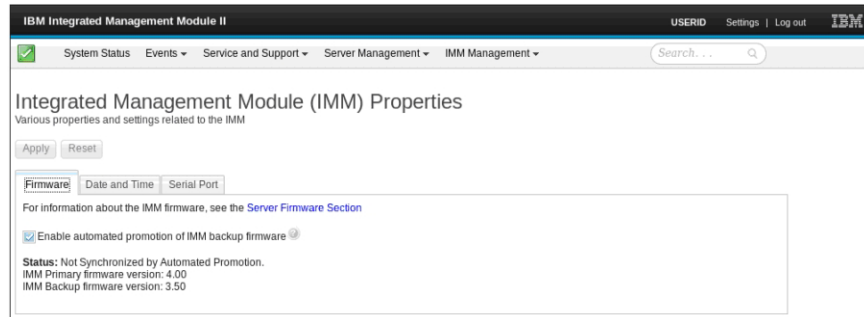 IBM Integrated Management Module II USERID Settings | Log out IBM
System Status Events Service and Support Server Management IMM Management Search...
Integrated Management Module (IMM) Properties
Various properties and settings related to the IMM
Apply Reset
Firmware Date and Time Serial Port
For information about the IMM firmware, see the Server Firmware Section
Enable automated promotion of IMM backup firmware
Status: Not Synchronized by Automated Promotion.
IMM Primary firmware version: 4.00
IMM Backup firmware version: 3.50